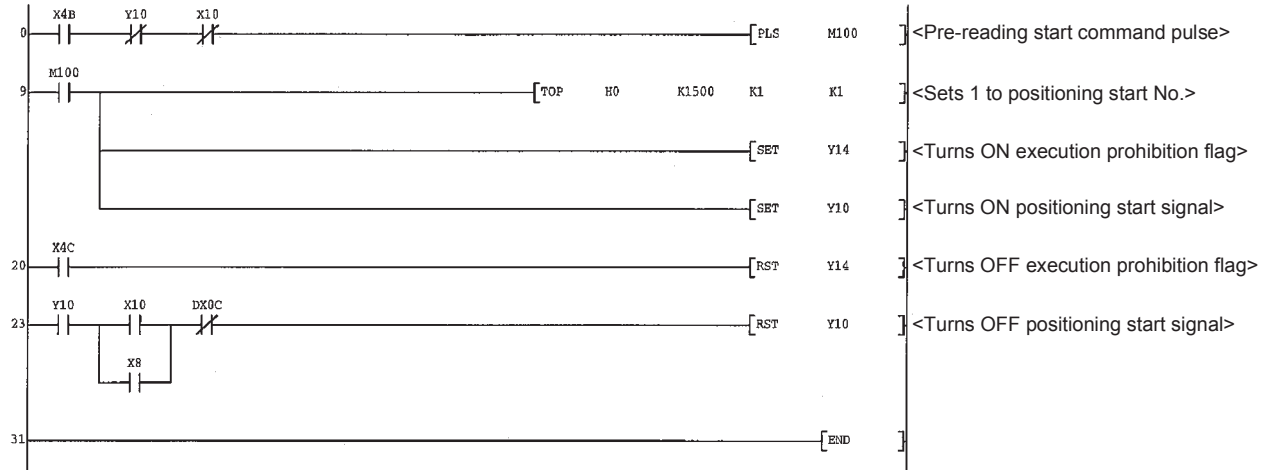 X4B Y10 X10
0 [PLS M100 ] <Pre-reading start command pulse>
M100
9 [TOP H0 K1500 K1 K1 ] <Sets 1 to positioning start No.>
[SET Y14 ] <Turns ON execution prohibition flag>
[SET Y10 ] <Turns ON positioning start signal>
X4C
20 [RST Y14 ] <Turns OFF execution prohibition flag>
Y10 X10 DX0C
23 [RST Y10 ] <Turns OFF positioning start signal>
X8
31 [END ]